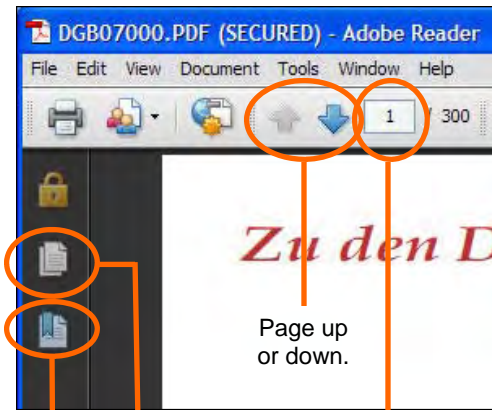 DGB07000.PDF (SECURED) - Adobe Reader
File Edit View Document Tools Window Help
1 / 300
Zu den D
Page up
or down.